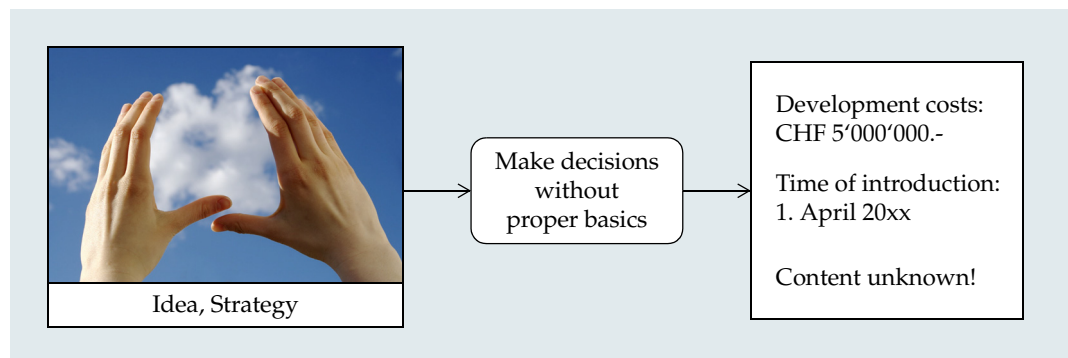 Idea, Strategy
Make decisions
without
proper basics
Development costs:
CHF 5‘000‘000.-
Time of introduction:
1. April 20xx
Content unknown!